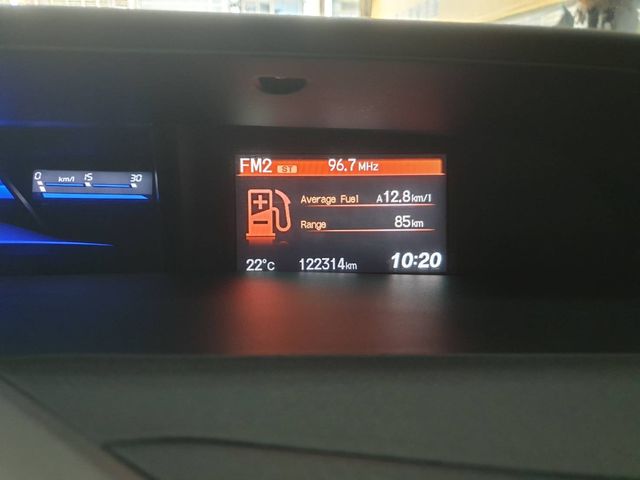 FM2 ST 96.7 MHz
0 km/l 15 30
Average Fuel A12.8km/l
Range 85km
22°C 122314km 10:20